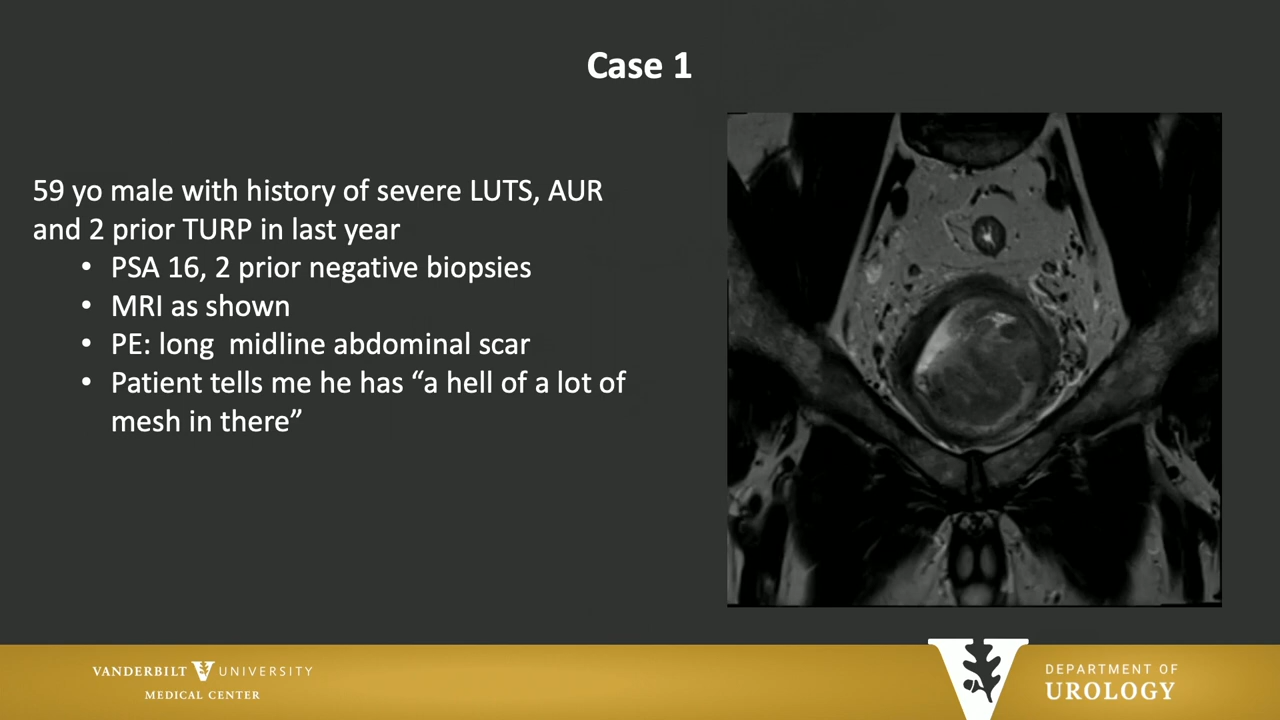 Case 1
59 yo male with history of severe LUTS, AUR
and 2 prior TURP in last year
• PSA 16, 2 prior negative biopsies
• MRI as shown
• PE: long  midline abdominal scar
• Patient tells me he has “a hell of a lot of
mesh in there”
VANDERBILT V UNIVERSITY
MEDICAL CENTER
DEPARTMENT OF
UROLOGY